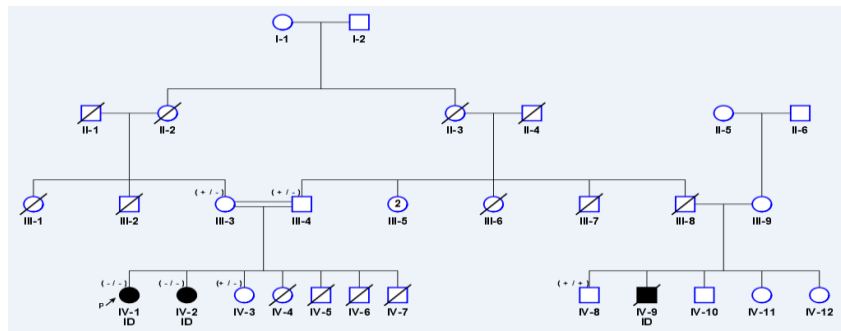 I-1 I-2
II-1 II-2 II-3 II-4 II-5 II-6
(+/-) (+/-)
2
III-1 III-2 III-3 III-4 III-5 III-6 III-7 III-8 III-9
(-/-) (-/-) (+/-) (+/+)
P
IV-1 IV-2 IV-3 IV-4 IV-5 IV-6 IV-7 IV-8 IV-9 IV-10 IV-11 IV-12
ID ID ID